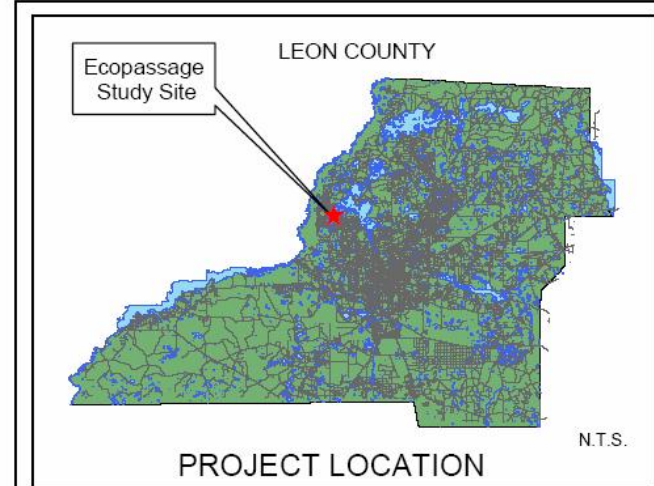 LEON COUNTY
Ecopassage
Study Site
N.T.S.
PROJECT LOCATION